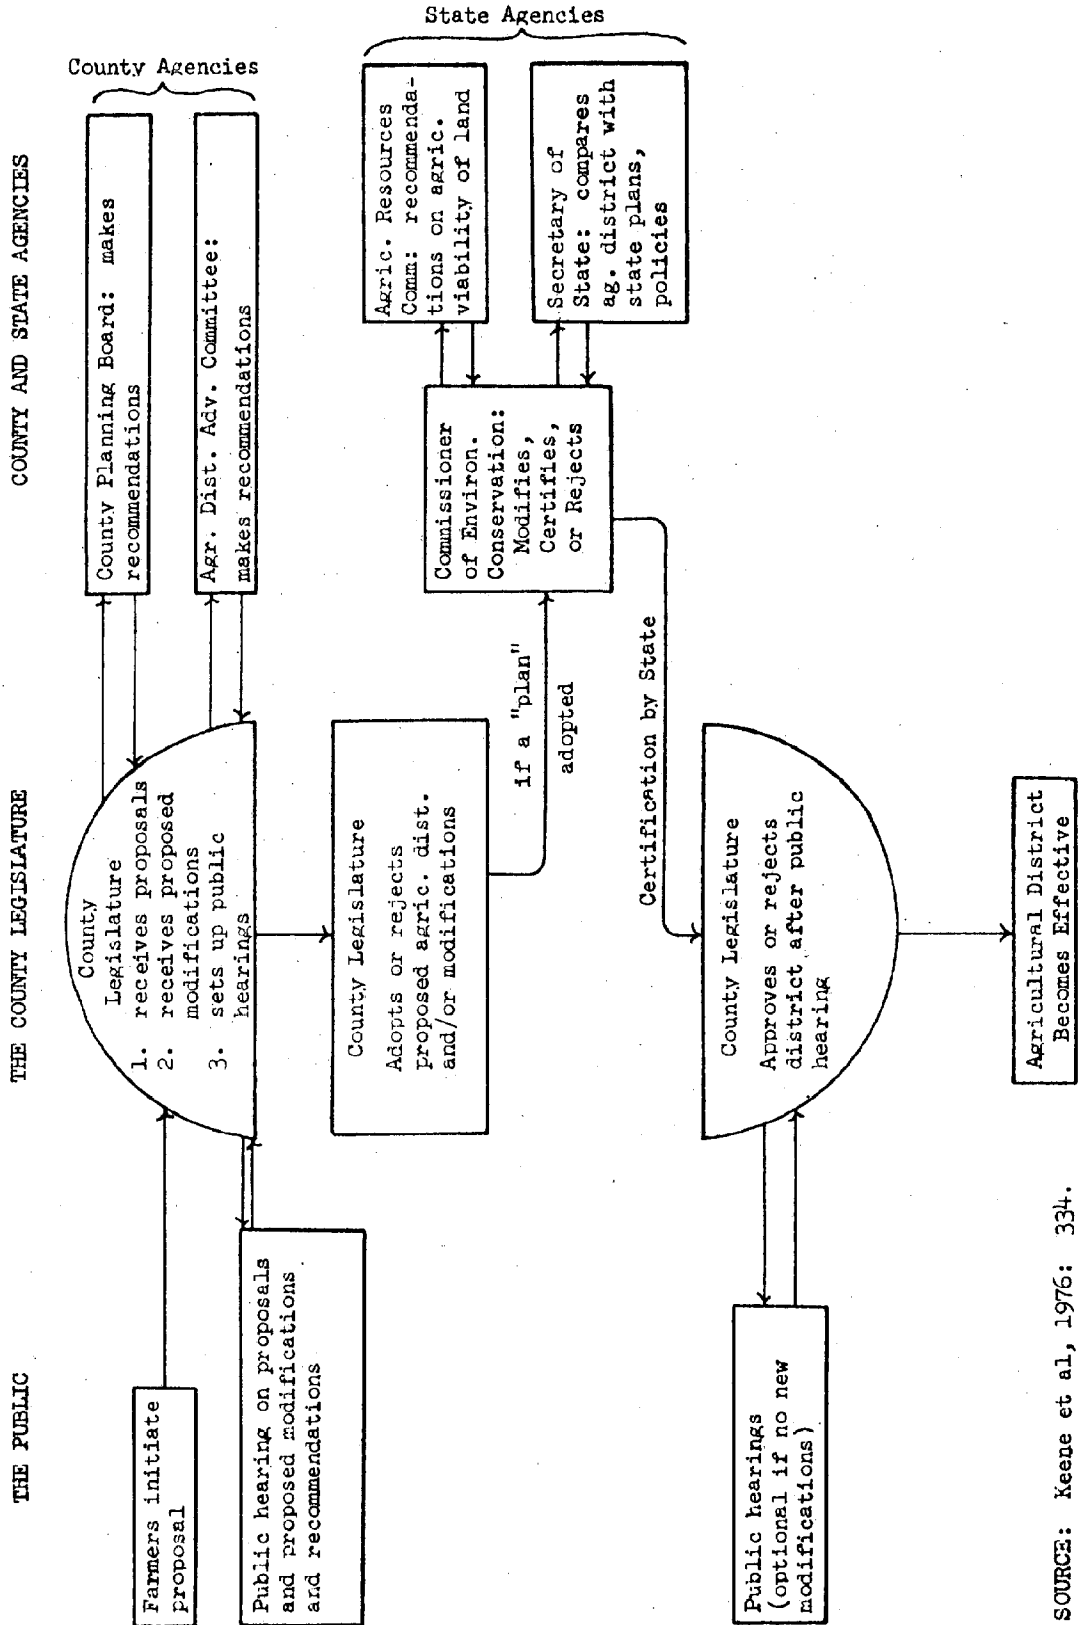 THE PUBLIC
THE COUNTY LEGISLATURE
COUNTY AND STATE AGENCIES
Farmers initiate
proposal
Public hearing on proposals
and proposed modifications
and recommendations
County
Legislature
1. receives proposals
2. receives proposed
modifications
3. sets up public
hearings
County Agencies
County Planning Board: makes
recommendations
Agr. Dist. Adv. Committee:
makes recommendations
County Legislature
Adopts or rejects
proposed agric. dist.
and/or modifications
if a "plan"
adopted
State Agencies
Commissioner
of Environ.
Conservation:
Modifies,
Certifies,
or Rejects
Agric. Resources
Comm: recommenda-
tions on agric.
viability of land
Secretary of
State: compares
ag. district with
state plans,
policies
Certification by State
Public hearings
(optional if no new
modifications)
County Legislature
Approves or rejects
district after public
hearing
Agricultural District
Becomes Effective
SOURCE: Keene et al, 1976: 334.